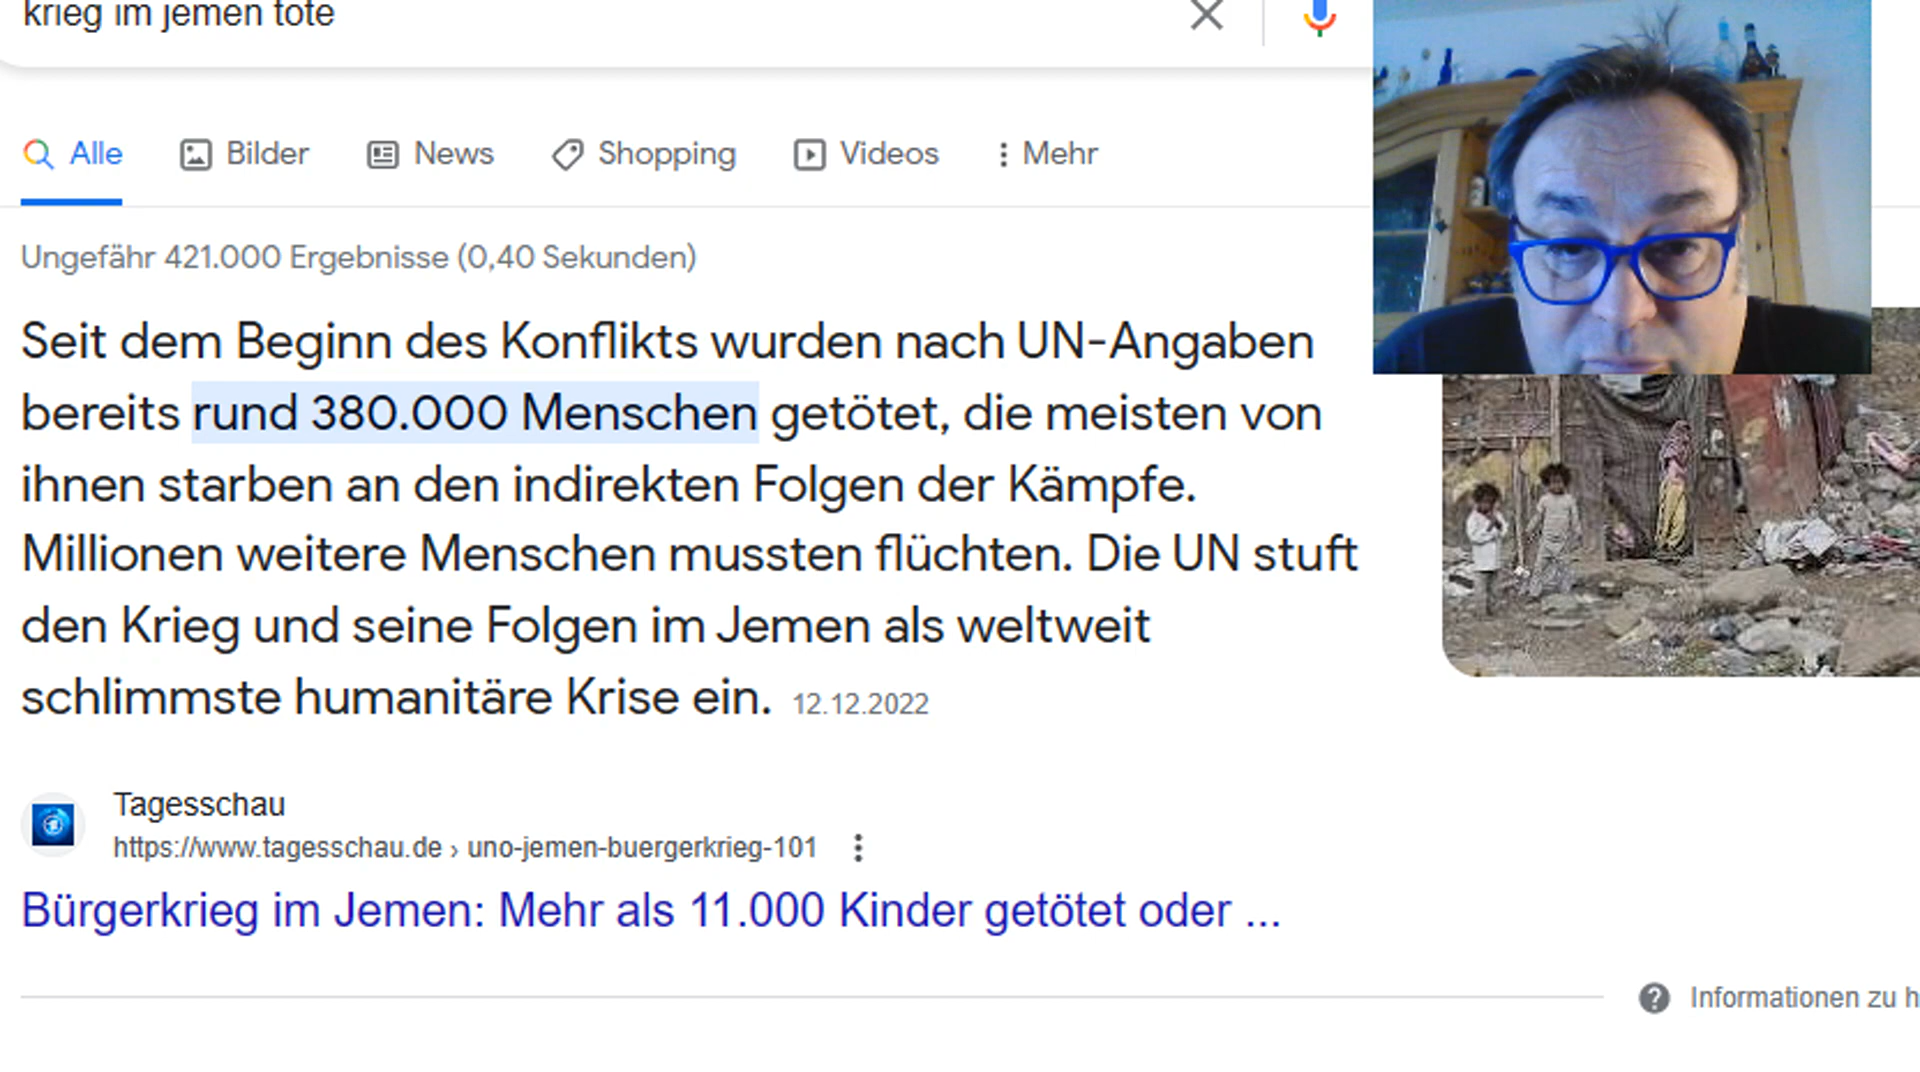 krieg im jemen tote
Alle Bilder News Shopping Videos Mehr
Ungefähr 421.000 Ergebnisse (0,40 Sekunden)
Seit dem Beginn des Konflikts wurden nach UN-Angaben
bereits rund 380.000 Menschen getötet, die meisten von
ihnen starben an den indirekten Folgen der Kämpfe.
Millionen weitere Menschen mussten flüchten. Die UN stuft
den Krieg und seine Folgen im Jemen als weltweit
schlimmste humanitäre Krise ein. 12.12.2022
Tagesschau
https://www.tagesschau.de › uno-jemen-buergerkrieg-101
Bürgerkrieg im Jemen: Mehr als 11.000 Kinder getötet oder ...
Informationen zu h